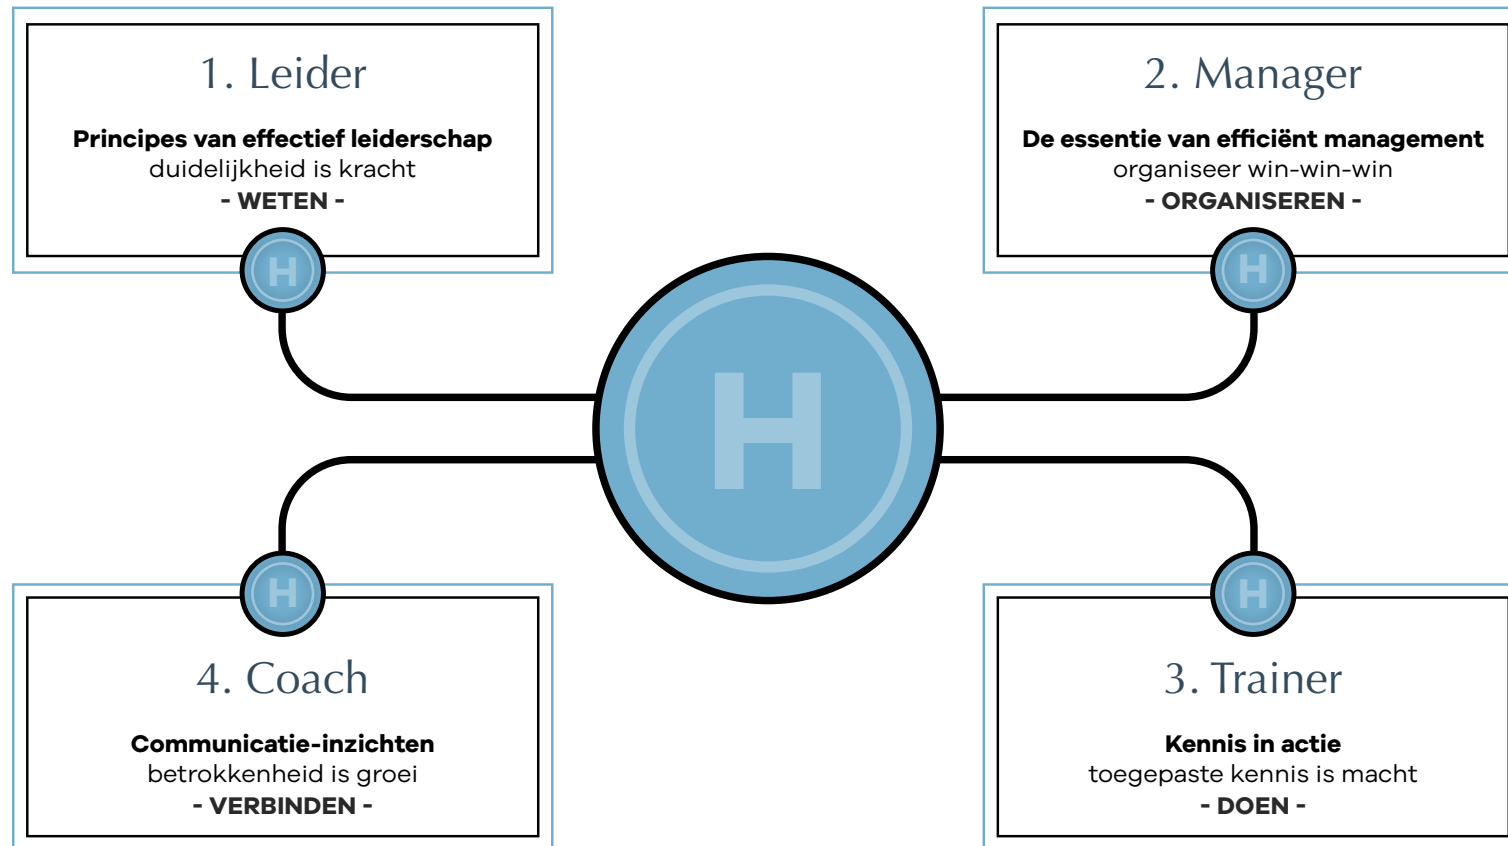 1. Leider
Principes van effectief leiderschap
duidelijkheid is kracht
- WETEN -
H
2. Manager
De essentie van efficiënt management
organiseer win-win-win
- ORGANISEREN -
H
H
H
4. Coach
Communicatie-inzichten
betrokkenheid is groei
- VERBINDEN -
H
3. Trainer
Kennis in actie
toegepaste kennis is macht
- DOEN -